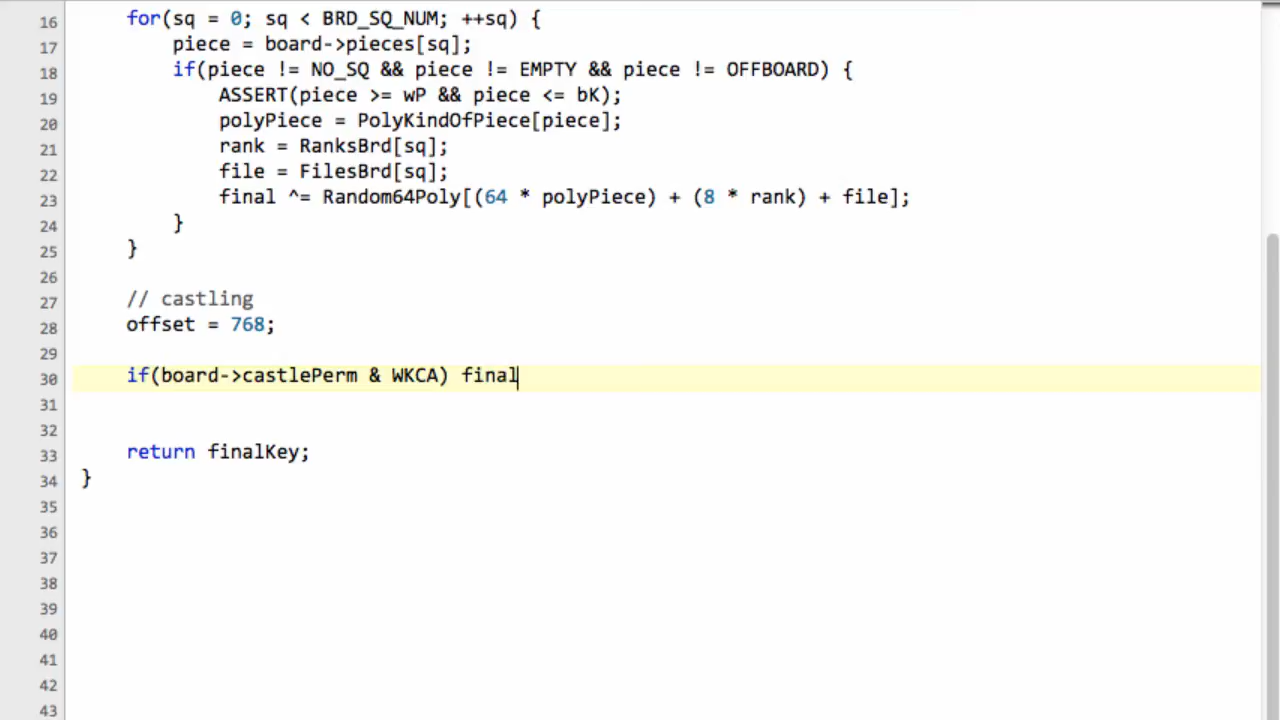 16 for(sq = 0; sq < BRD_SQ_NUM; ++sq) {
17 piece = board->pieces[sq];
18 if(piece != NO_SQ && piece != EMPTY && piece != OFFBOARD) {
19 ASSERT(piece >= wP && piece <= bK);
20 polyPiece = PolyKindOfPiece[piece];
21 rank = RanksBrd[sq];
22 file = FilesBrd[sq];
23 final ^= Random64Poly[(64 * polyPiece) + (8 * rank) + file];
24 }
25 }
26
27 // castling
28 offset = 768;
29
30 if(board->castlePerm & WKCA) final
31
32
33 return finalKey;
34 }
35
36
37
38
39
40
41
42
43